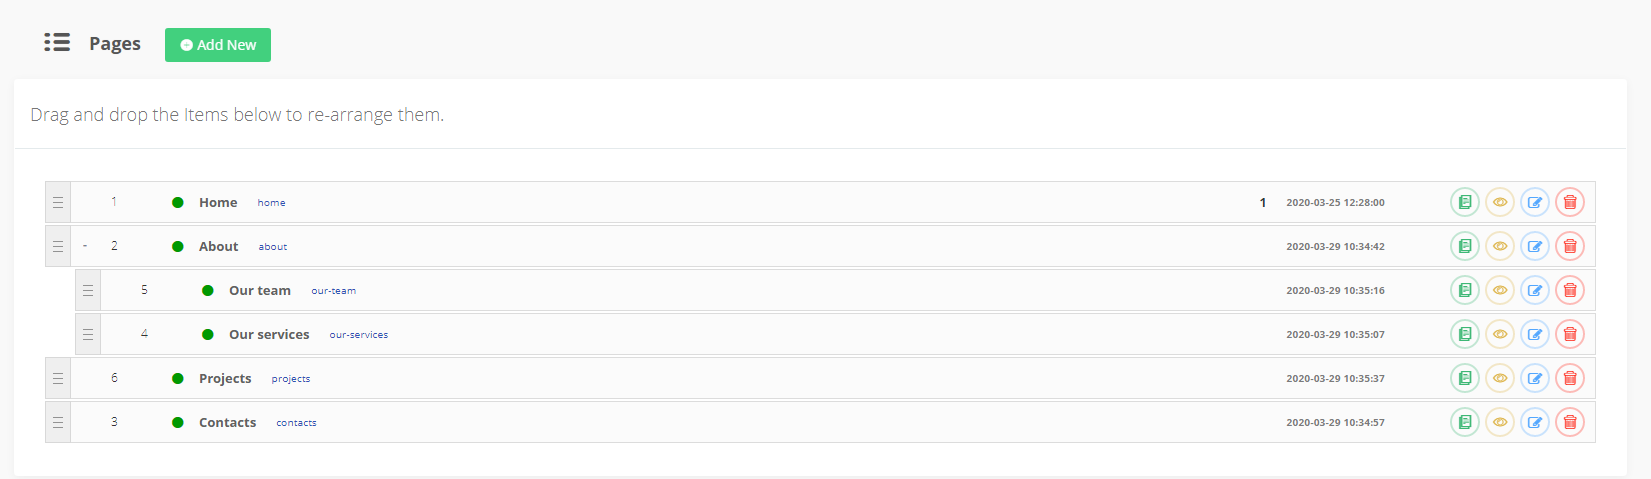 Pages Add New
Drag and drop the Items below to re-arrange them.
1 Home home 1 2020-03-25 12:28:00
- 2 About about 2020-03-29 10:34:42
5 Our team our-team 2020-03-29 10:35:16
4 Our services our-services 2020-03-29 10:35:07
6 Projects projects 2020-03-29 10:35:37
3 Contacts contacts 2020-03-29 10:34:57